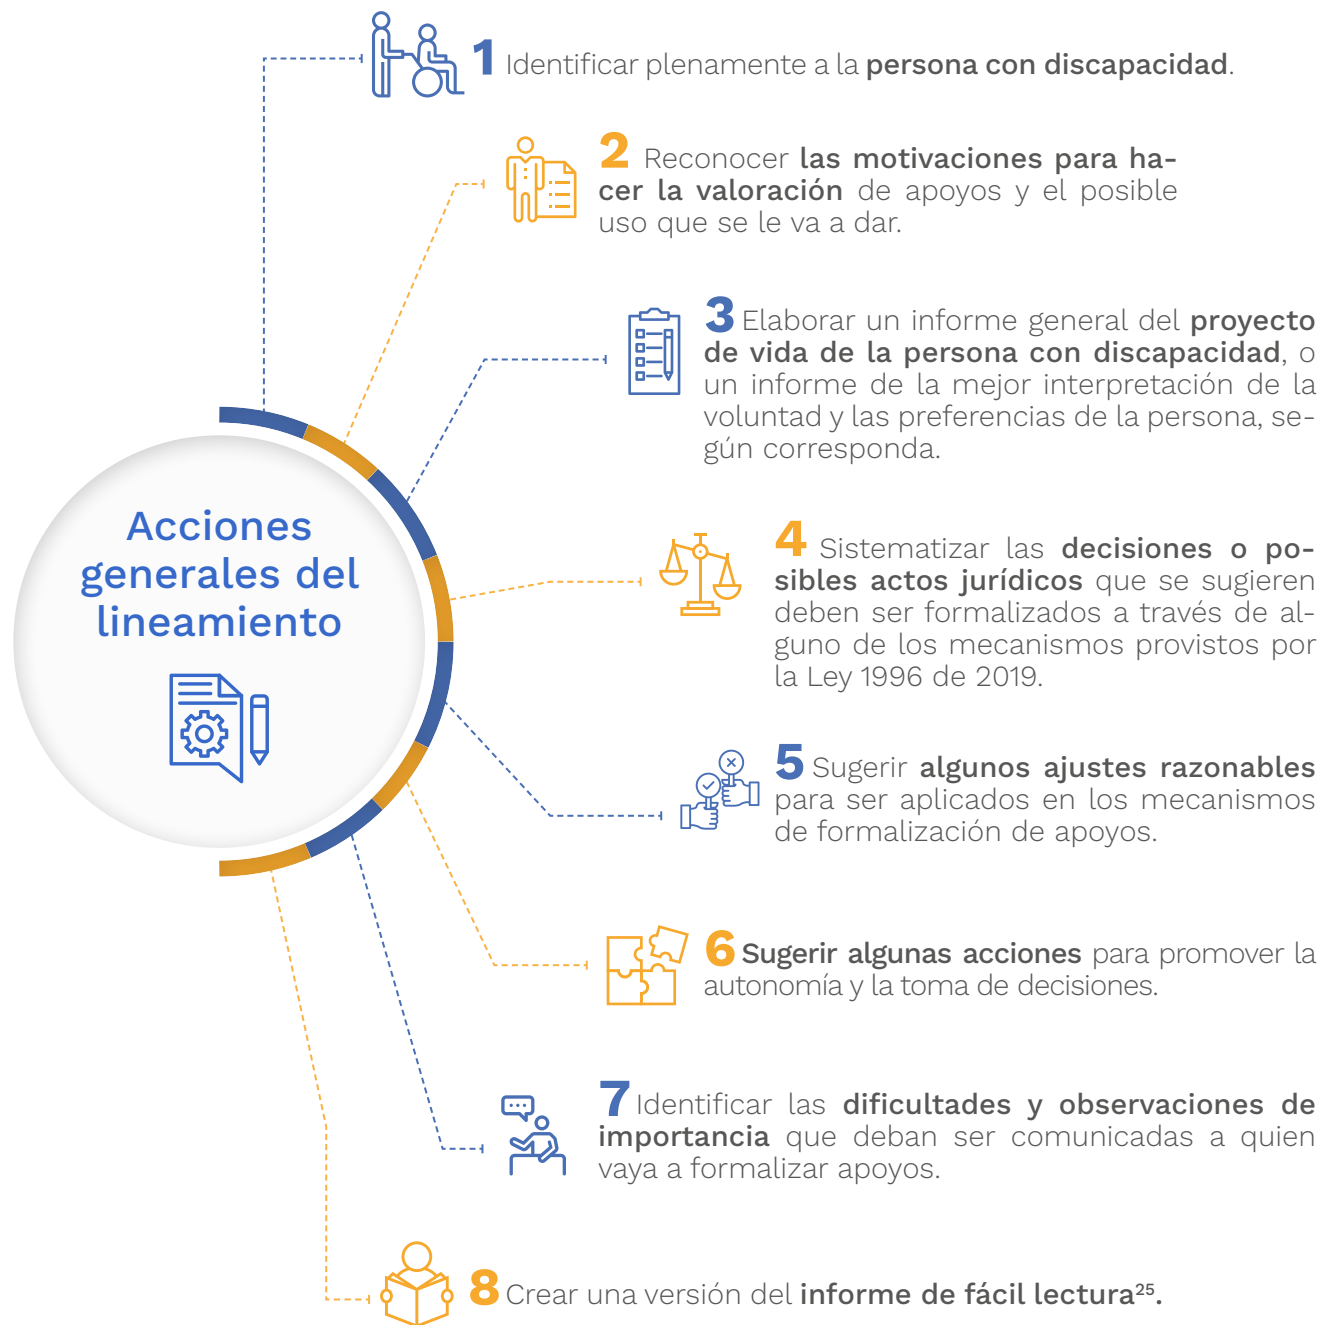 Acciones
generales del
lineamiento
1 Identificar plenamente a la persona con discapacidad.
2 Reconocer las motivaciones para ha-
cer la valoración de apoyos y el posible
uso que se le va a dar.
3 Elaborar un informe general del proyecto
de vida de la persona con discapacidad, o
un informe de la mejor interpretación de la
voluntad y las preferencias de la persona, se-
gún corresponda.
4 Sistematizar las decisiones o po-
sibles actos jurídicos que se sugieren
deben ser formalizados a través de al-
guno de los mecanismos provistos por
la Ley 1996 de 2019.
5 Sugerir algunos ajustes razonables
para ser aplicados en los mecanismos
de formalización de apoyos.
6 Sugerir algunas acciones para promover la
autonomía y la toma de decisiones.
7 Identificar las dificultades y observaciones de
importancia que deban ser comunicadas a quien
vaya a formalizar apoyos.
8 Crear una versión del informe de fácil lectura²⁵.